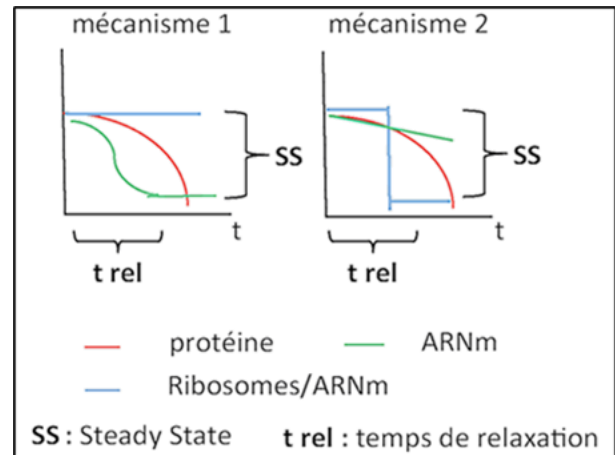 mécanisme 1
mécanisme 2
SS
SS
t
t
t rel
t rel
protéine
ARNm
Ribosomes/ARNm
SS : Steady State
t rel : temps de relaxation